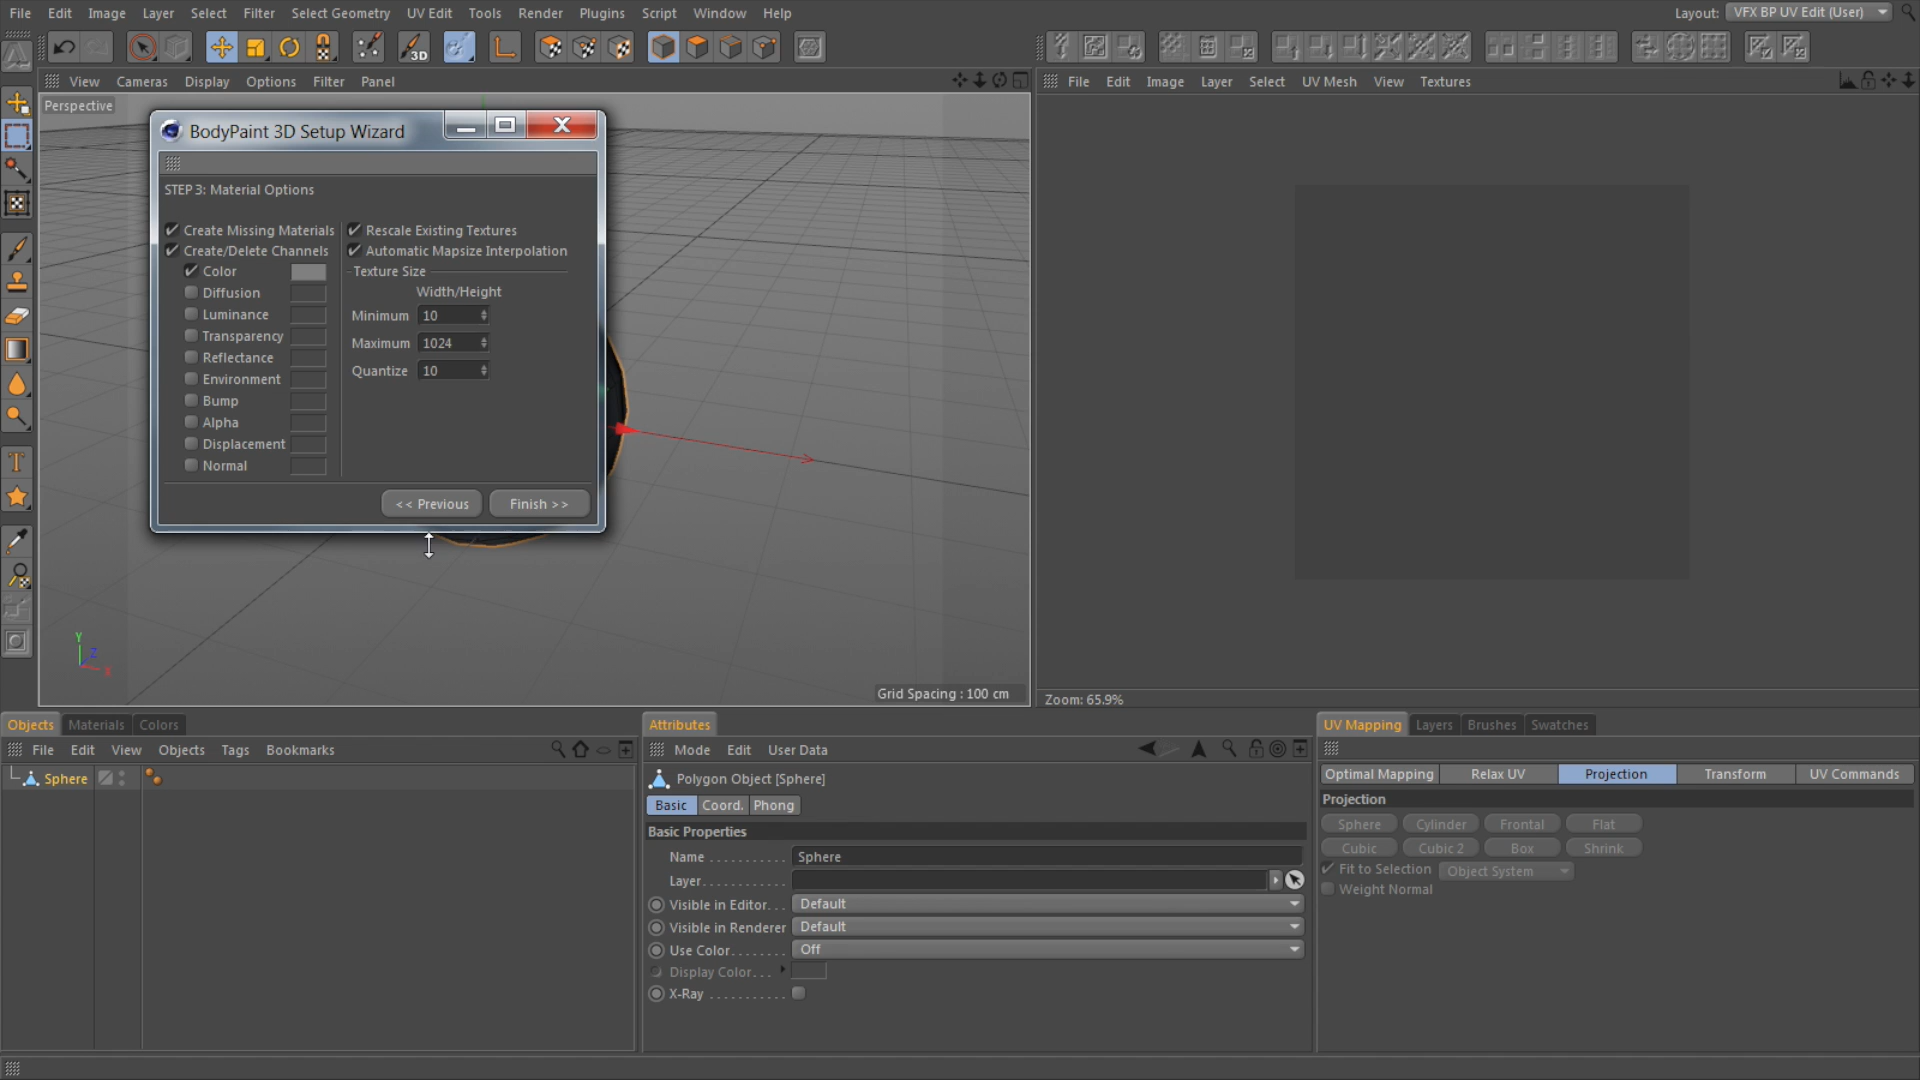 File Edit Image Layer Select Filter Select Geometry UV Edit Tools Render Plugins Script Window Help Layout: VFX BP UV Edit (User)
3D
View Cameras Display Options Filter Panel
File Edit Image Layer Select UV Mesh View Textures
Perspective
BodyPaint 3D Setup Wizard
STEP 3: Material Options
Create Missing Materials
Create/Delete Channels
Color
Diffusion
Luminance
Transparency
Reflectance
Environment
Bump
Alpha
Displacement
Normal
Rescale Existing Textures
Automatic Mapsize Interpolation
Texture Size
Width/Height
Minimum 10
Maximum 1024
Quantize 10
<< Previous Finish >>
Y
Z
X
Grid Spacing : 100 cm
Zoom: 65.9%
Objects Materials Colors
File Edit View Objects Tags Bookmarks
Sphere
Attributes
Mode Edit User Data
Polygon Object [Sphere]
Basic Coord. Phong
Basic Properties
Name . . . . . . . . . . . Sphere
Layer. . . . . . . . . . . .
Visible in Editor. . . Default
Visible in Renderer Default
Use Color. . . . . . . . Off
Display Color. . .
X-Ray . . . . . . . . . . .
UV Mapping Layers Brushes Swatches
Optimal Mapping Relax UV Projection Transform UV Commands
Projection
Sphere Cylinder Frontal Flat
Cubic Cubic 2 Box Shrink
Fit to Selection Object System
Weight Normal